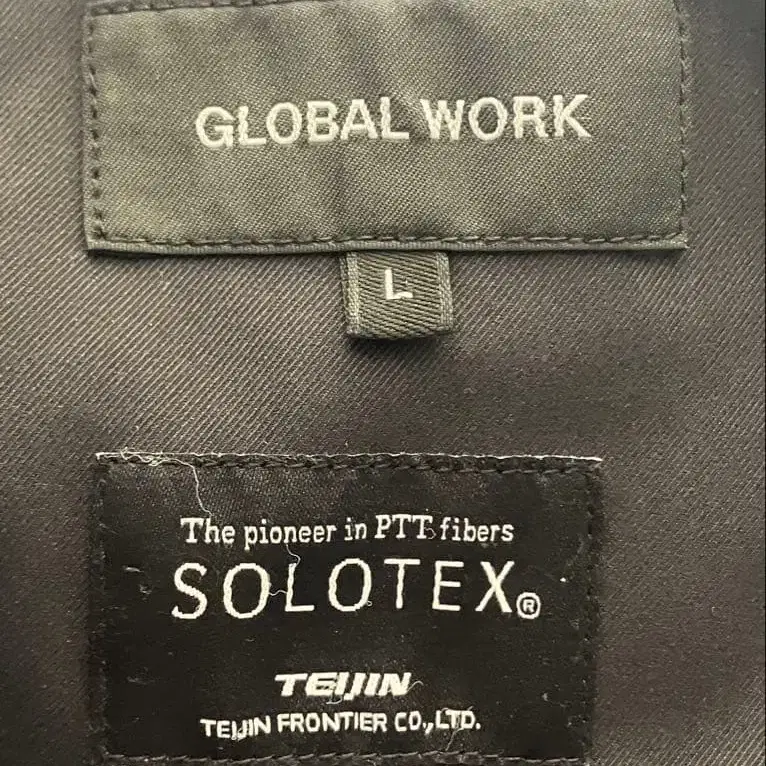 GLOBAL WORK
L
The pioneer in PTT fibers
SOLOTEX®
TEIJIN
TEIJIN FRONTIER CO.,LTD.